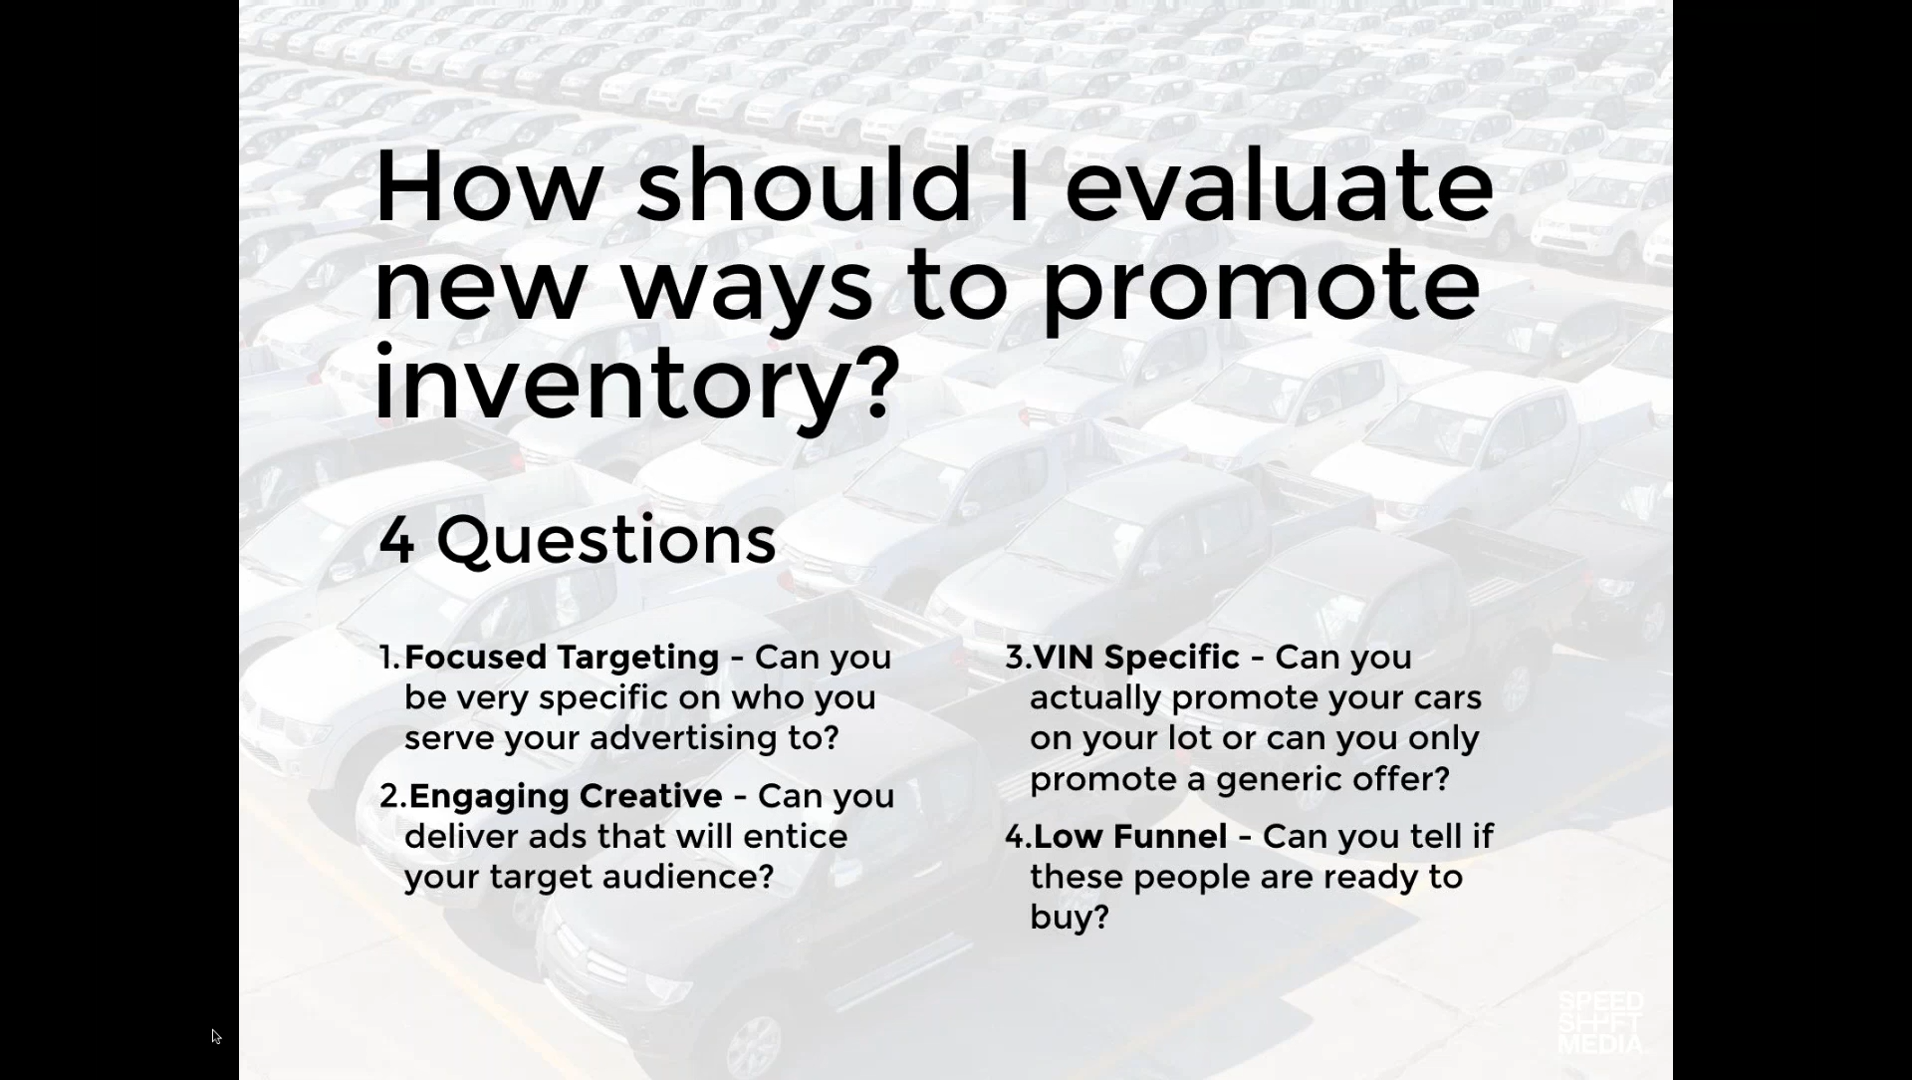 How should I evaluate
new ways to promote
inventory?
4 Questions
1. Focused Targeting - Can you
be very specific on who you
serve your advertising to?
2. Engaging Creative - Can you
deliver ads that will entice
your target audience?
3. VIN Specific - Can you
actually promote your cars
on your lot or can you only
promote a generic offer?
4. Low Funnel - Can you tell if
these people are ready to
buy?
SPEED
SHIFT
MEDIA